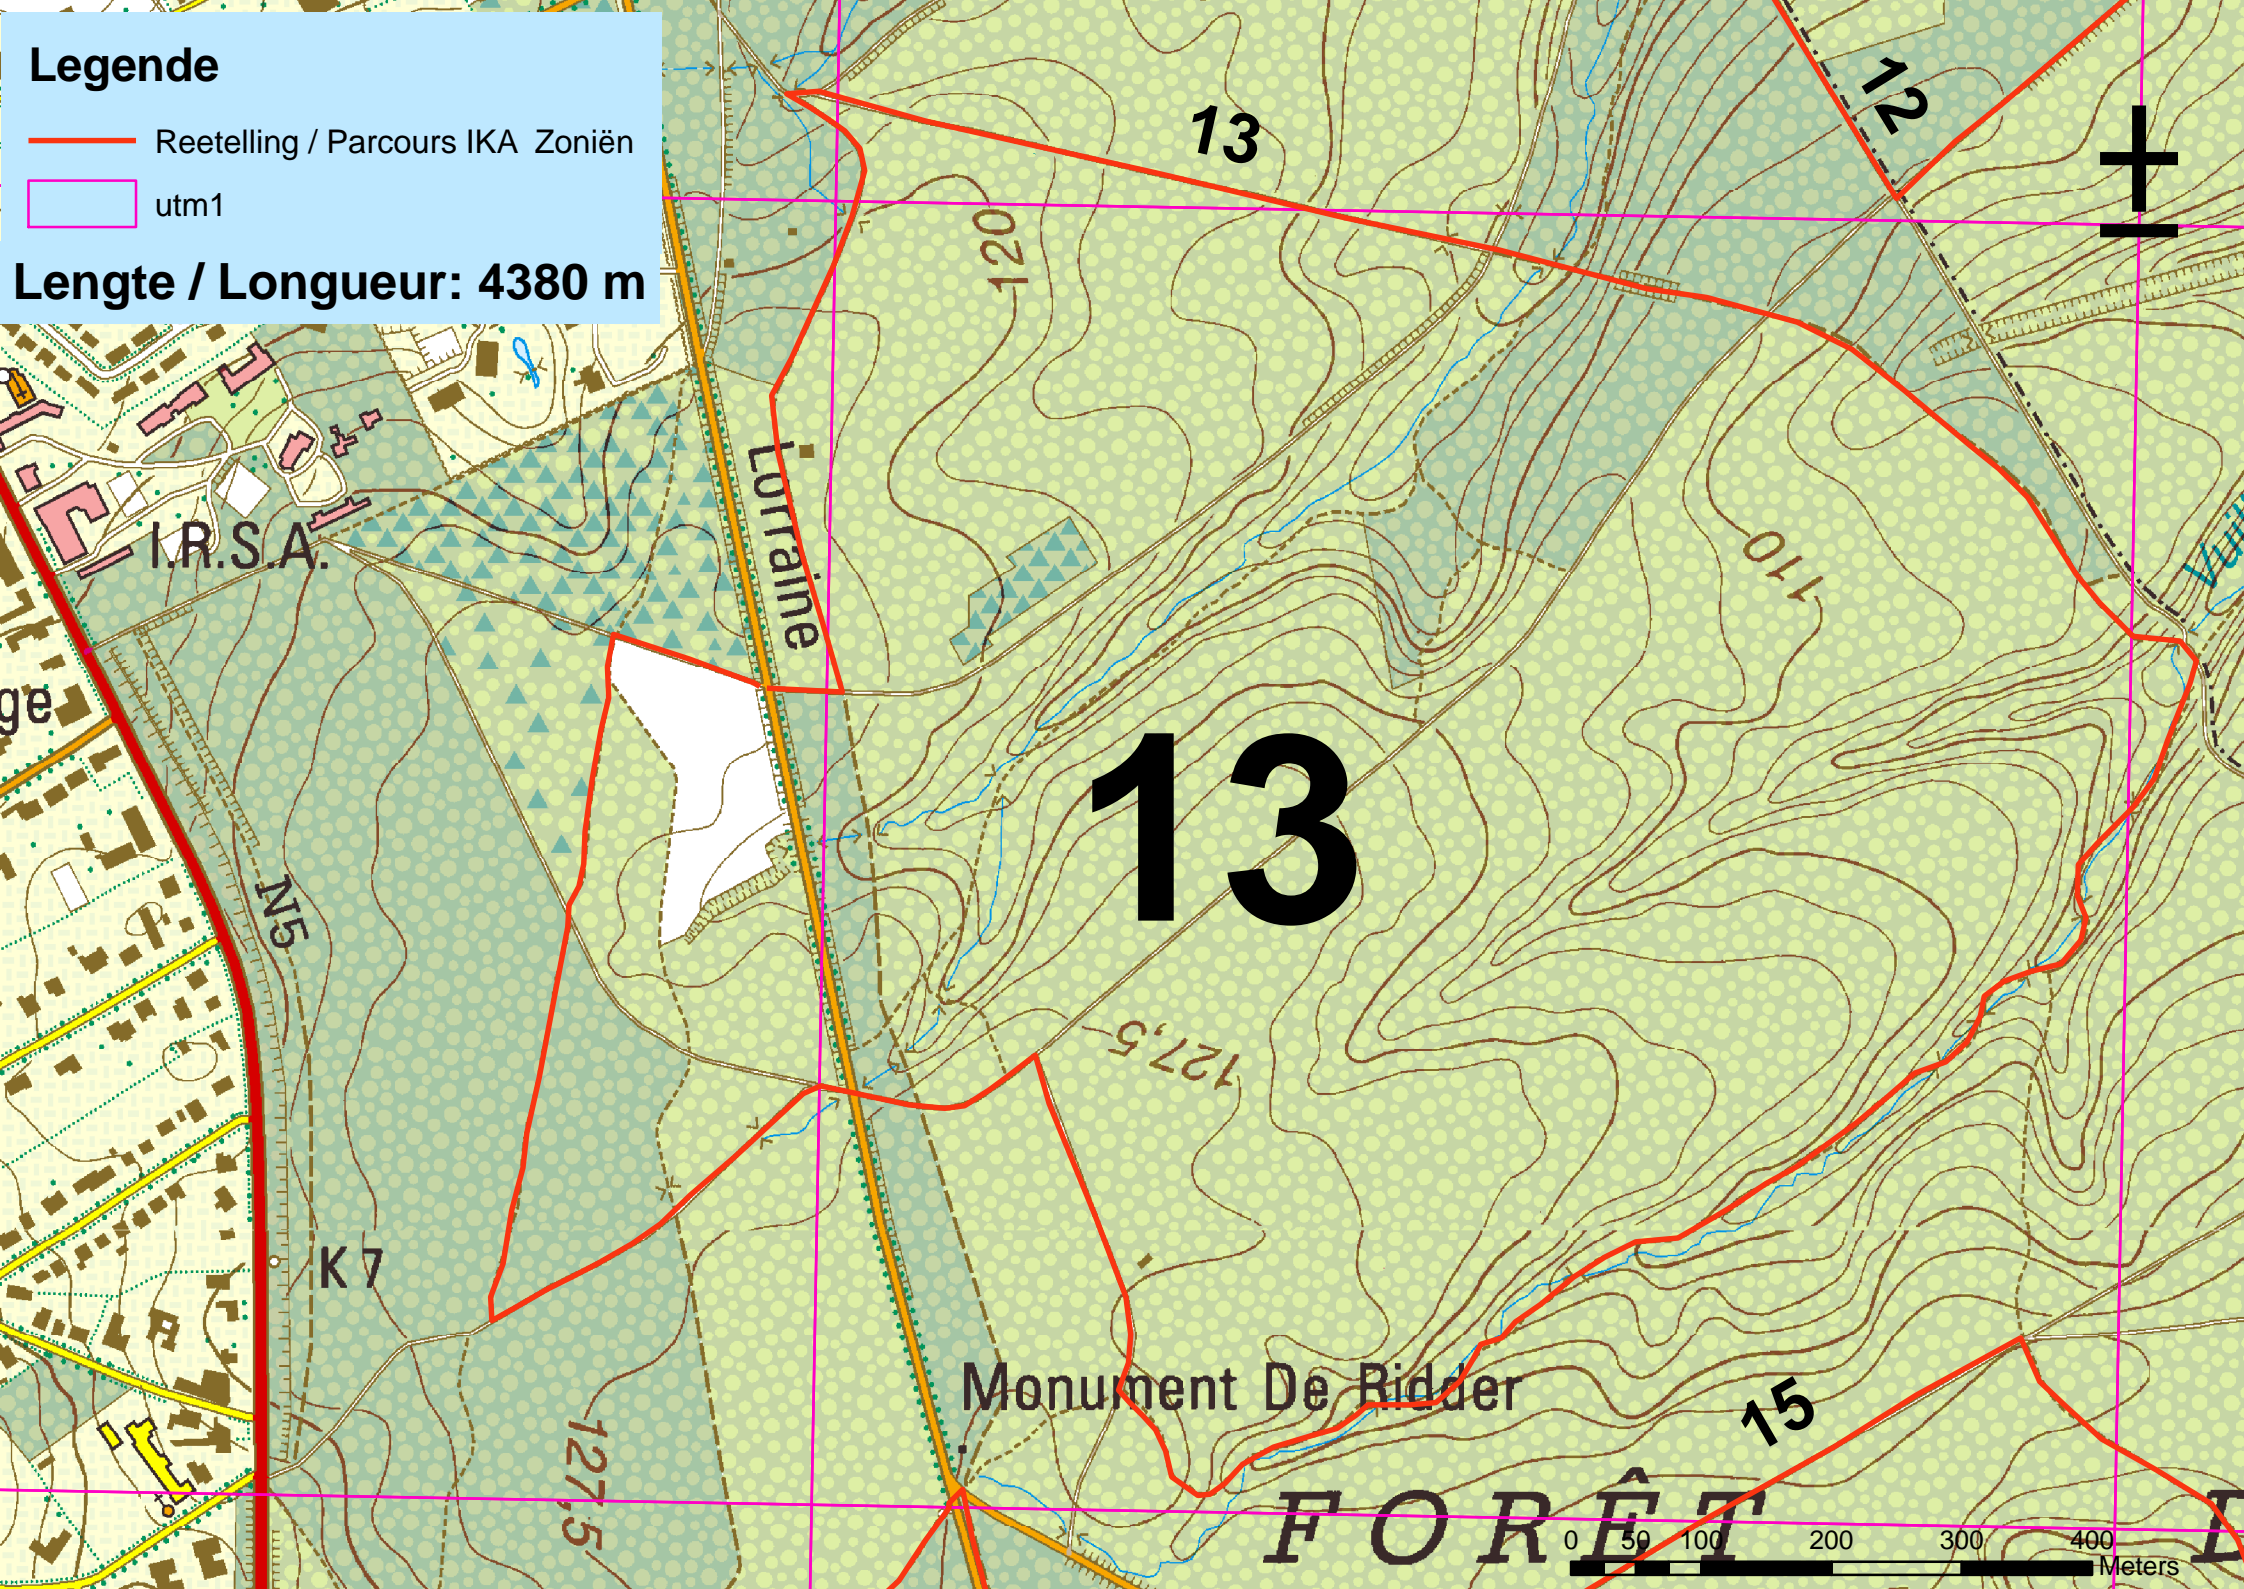 Legende
Reetelling / Parcours IKA Zoniën
utm1
Lengte / Longueur: 4380 m
13
12
120
Lorraine
I.R.S.A.
110
ge
13
N5
127,5
K 7
Monument De Ridder
15
127,5
FORÊT
0 50 100 200 300 400
Meters